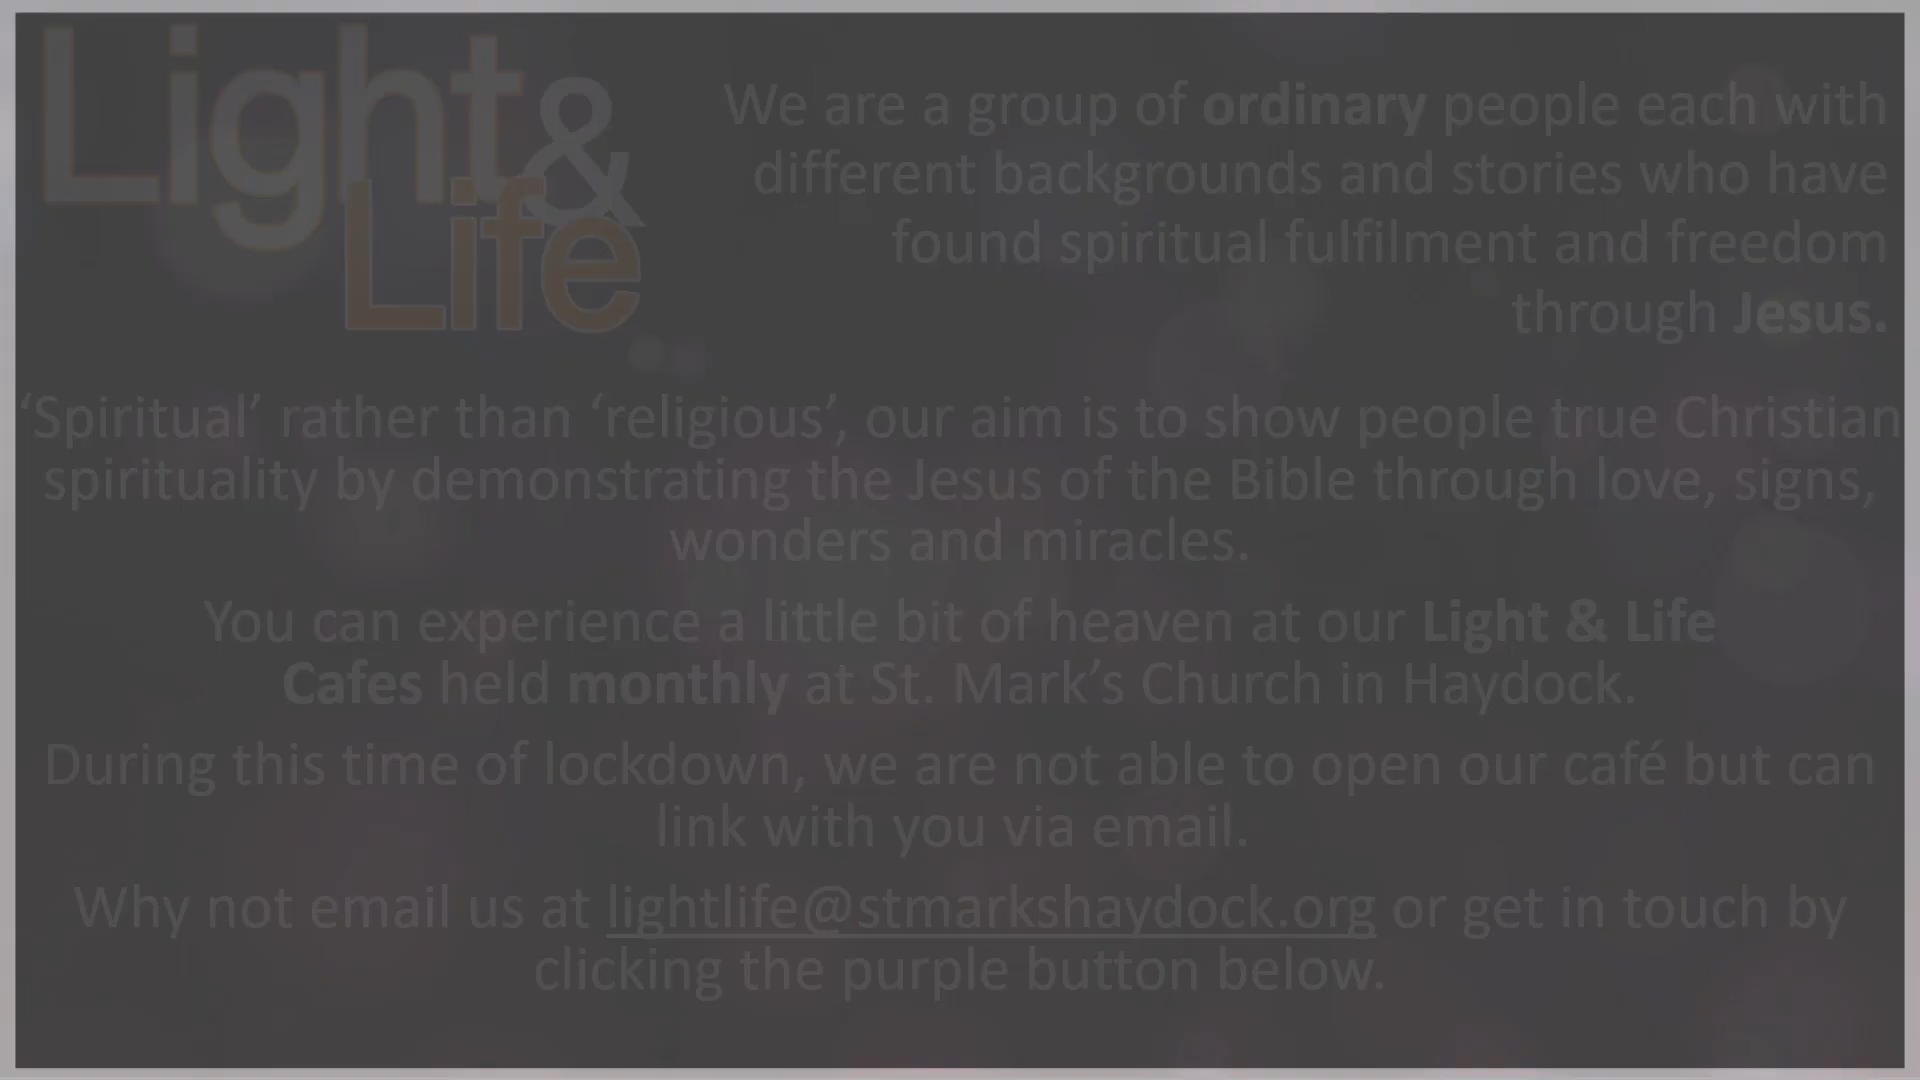 Light &
Life
We are a group of ordinary people each with
different backgrounds and stories who have
found spiritual fulfilment and freedom
through Jesus.
‘Spiritual’ rather than ‘religious’, our aim is to show people true Christian
spirituality by demonstrating the Jesus of the Bible through love, signs,
wonders and miracles.
You can experience a little bit of heaven at our Light & Life
Cafes held monthly at St. Mark’s Church in Haydock.
During this time of lockdown, we are not able to open our café but can
link with you via email.
Why not email us at lightlife@stmarkshaydock.org or get in touch by
clicking the purple button below.